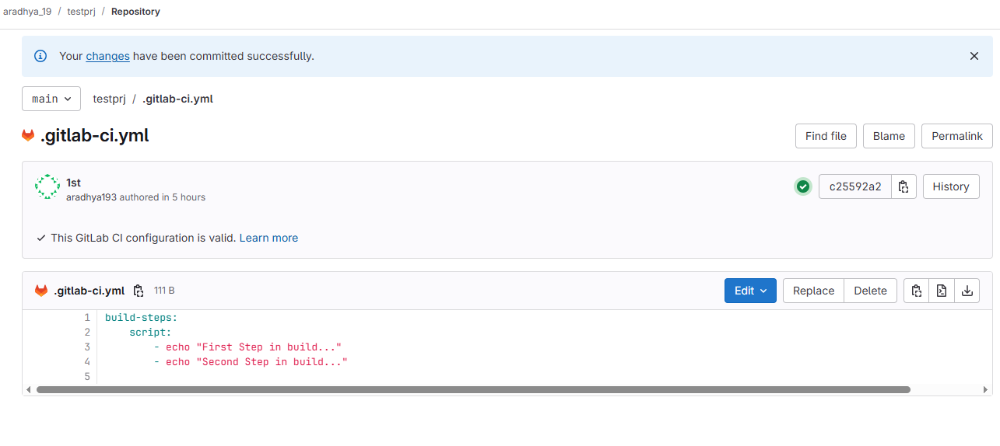 aradhya_19 / testprj / Repository
Your changes have been committed successfully.
main testprj / .gitlab-ci.yml
.gitlab-ci.yml Find file Blame Permalink
1st
aradhya193 authored in 5 hours
c25592a2 History
This GitLab CI configuration is valid. Learn more
.gitlab-ci.yml 111 B Edit Replace Delete
1 build-steps:
2     script:
3         - echo "First Step in build..."
4         - echo "Second Step in build..."
5